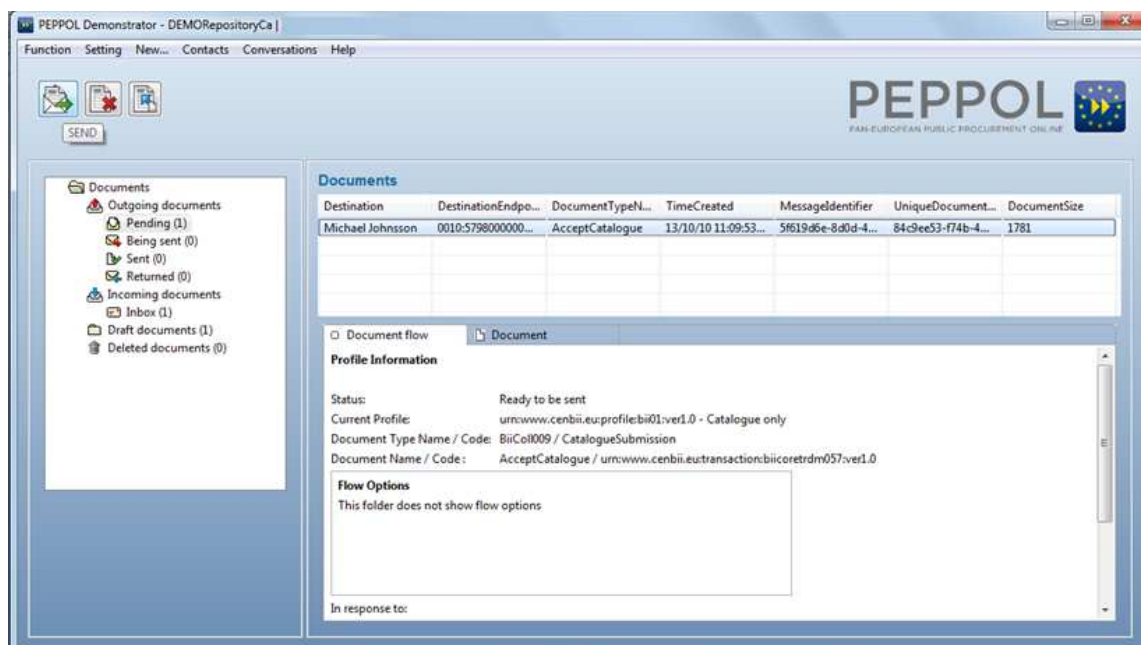 PEPPOL Demonstrator - DEMORepositoryCa |
Function Setting New... Contacts Conversations Help
SEND
PEPPOL
PAN-EUROPEAN PUBLIC PROCUREMENT ONLINE
Documents
Outgoing documents
Pending (1)
Being sent (0)
Sent (0)
Returned (0)
Incoming documents
Inbox (1)
Draft documents (1)
Deleted documents (0)
Documents
Destination DestinationEndpo... DocumentTypeN... TimeCreated MessageIdentifier UniqueDocument... DocumentSize
Michael Johnsson 0010:5798000000... AcceptCatalogue 13/10/10 11:09:53... 5f619d6e-8d0d-4... 84c9ee53-f74b-4... 1781
Document flow Document
Profile Information
Status: Ready to be sent
Current Profile: urn:www.cenbii.eu:profile:bii01:ver1.0 - Catalogue only
Document Type Name / Code: BiiColl009 / CatalogueSubmission
Document Name / Code : AcceptCatalogue / urn:www.cenbii.eu:transaction:biicoretrdm057:ver1.0
Flow Options
This folder does not show flow options
In response to: